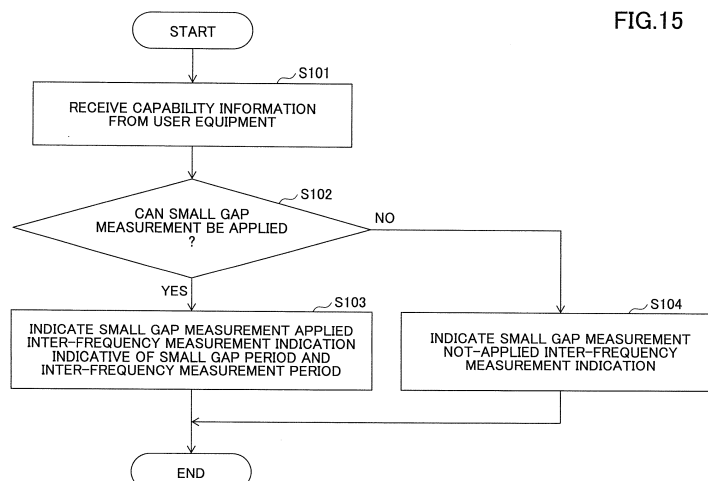 FIG.15
START
S101
RECEIVE CAPABILITY INFORMATION
FROM USER EQUIPMENT
S102
CAN SMALL GAP
MEASUREMENT BE APPLIED
?
NO
YES
S103
INDICATE SMALL GAP MEASUREMENT APPLIED
INTER-FREQUENCY MEASUREMENT INDICATION
INDICATIVE OF SMALL GAP PERIOD AND
INTER-FREQUENCY MEASUREMENT PERIOD
S104
INDICATE SMALL GAP MEASUREMENT
NOT-APPLIED INTER-FREQUENCY
MEASUREMENT INDICATION
END